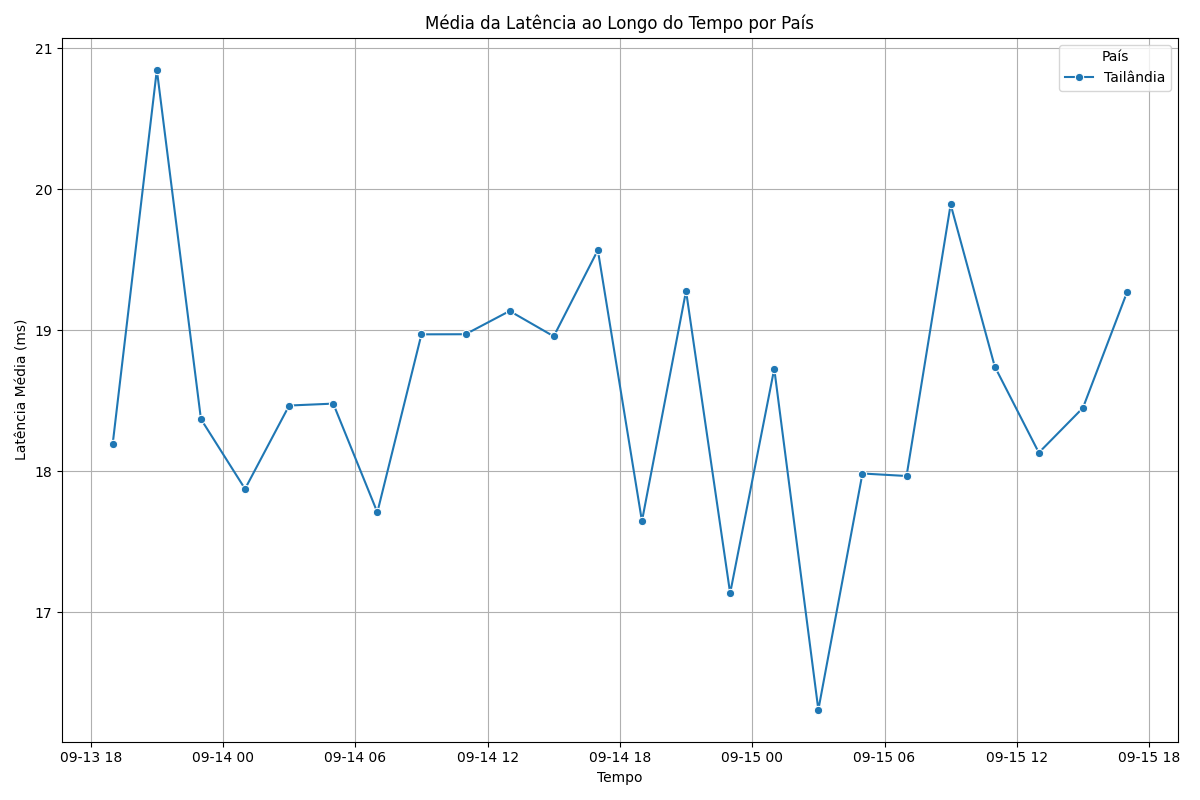 Média da Latência ao Longo do Tempo por País
País
Tailândia
Latência Média (ms)
21
20
19
18
17
09-13 18
09-14 00
09-14 06
09-14 12
09-14 18
09-15 00
09-15 06
09-15 12
09-15 18
Tempo